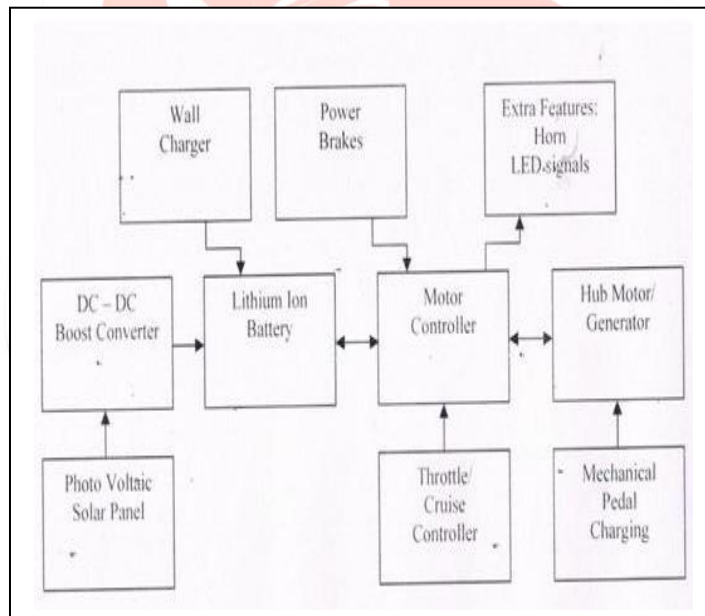 Wall
Charger
Power
Brakes
Extra Features:
Horn
LED-signals
DC – DC
Boost Converter
Lithium Ion
Battery
Motor
Controller
Hub Motor/
Generator
Photo Voltaic
Solar Panel
Throttle/
Cruise
Controller
Mechanical
Pedal
Charging